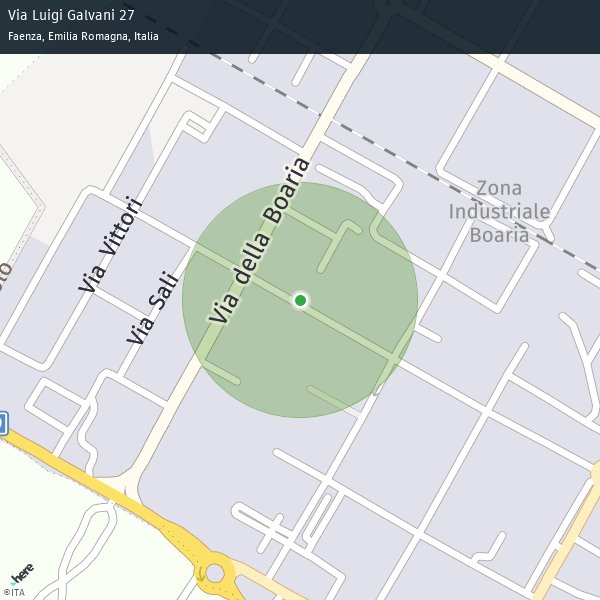 Via Luigi Galvani 27
Faenza, Emilia Romagna, Italia
Via della Boaria
Zona
Industriale
Boaria
Via Vittori
Via Sali
here
©ITA